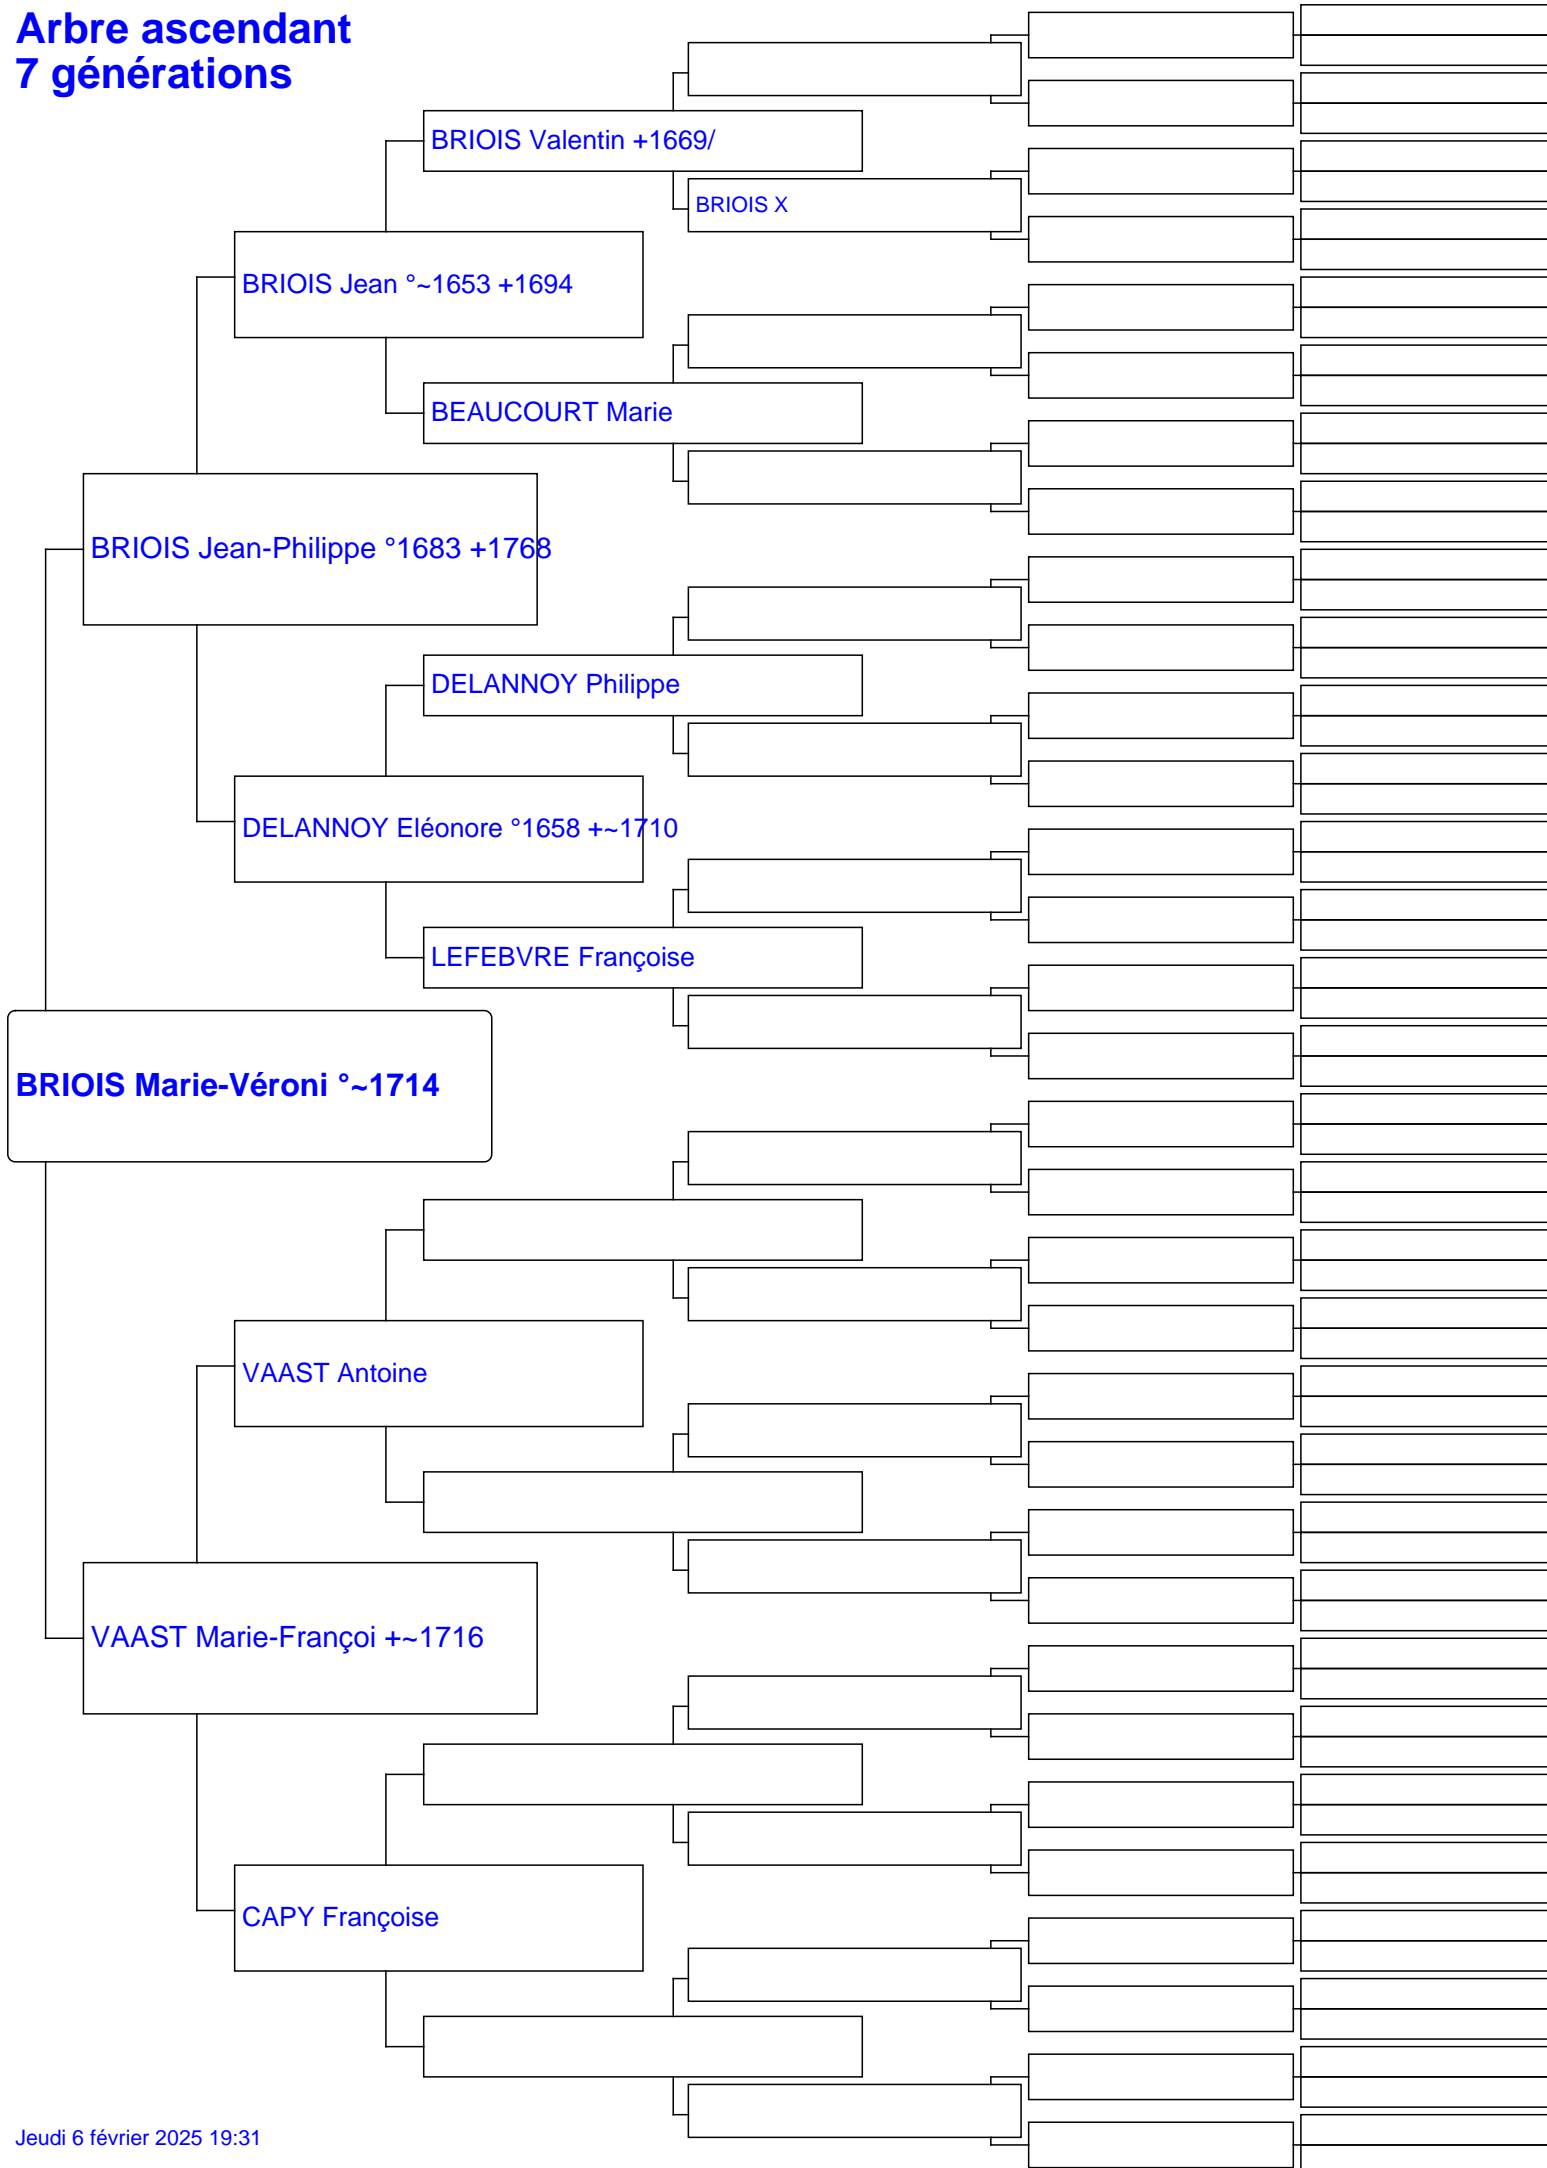 Arbre ascendant
7 générations
BRIOIS Valentin +1669/
BRIOIS X
BRIOIS Jean °~1653 +1694
BEAUCOURT Marie
BRIOIS Jean-Philippe °1683 +1768
DELANNOY Philippe
DELANNOY Eléonore °1658 +~1710
LEFEBVRE Françoise
BRIOIS Marie-Véroni °~1714
VAAST Antoine
VAAST Marie-Françoi +~1716
CAPY Françoise
Jeudi 6 février 2025 19:31